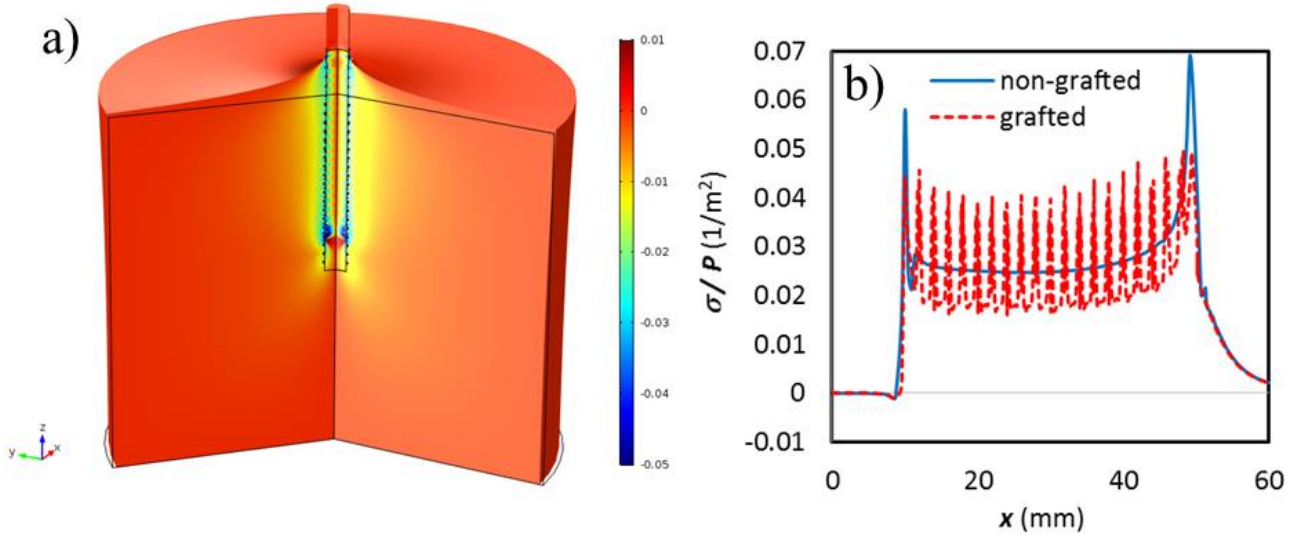 a)
0.01
0
-0.01
-0.02
-0.03
-0.04
-0.05
z
y
x
b)
non-grafted
grafted
0.07
0.06
0.05
0.04
0.03
0.02
0.01
0
-0.01
σ/ P (1/m²)
0 20 40 60
x (mm)